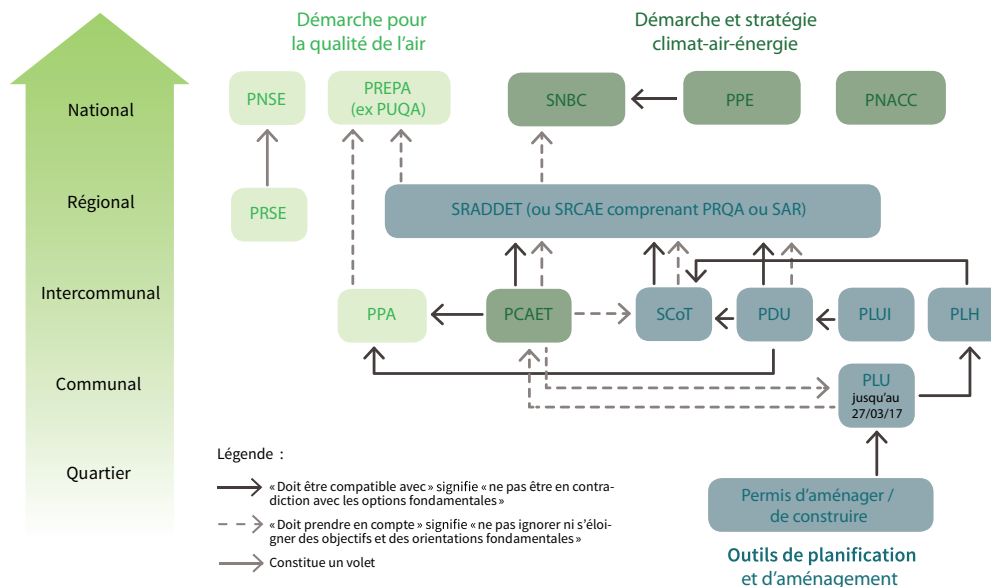 Démarche pour
la qualité de l'air
Démarche et stratégie
climat-air-énergie
National
PNSE
PREPA
(ex PUQA)
SNBC
PPE
PNACC
Régional
PRSE
SRADDET (ou SRCAE comprenant PRQA ou SAR)
Intercommunal
PPA
PCAET
SCoT
PDU
PLUI
PLH
Communal
PLU
jusqu'au
27/03/17
Quartier
Légende :
« Doit être compatible avec » signifie « ne pas être en contra-
diction avec les options fondamentales »
« Doit prendre en compte » signifie « ne pas ignorer ni s'éloi-
gner des objectifs et des orientations fondamentales »
Constitue un volet
Permis d'aménager /
de construire
Outils de planification
et d'aménagement